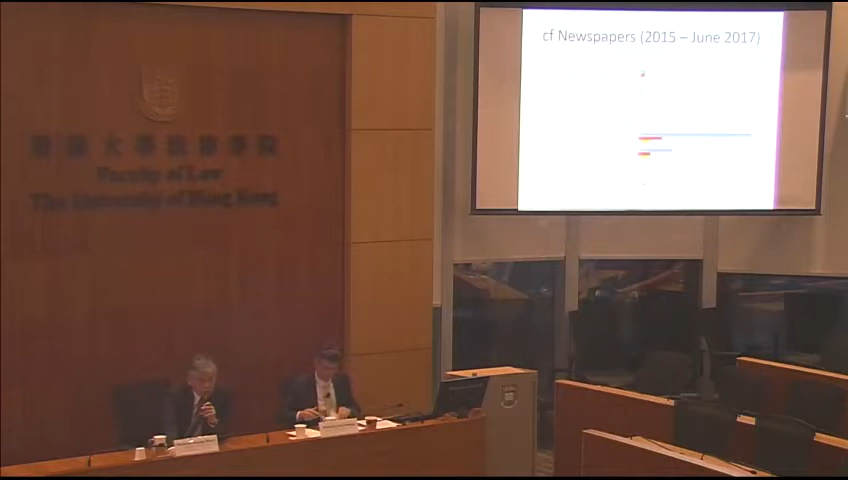 cf Newspapers (2015 – June 2017)
香港大學法律學院
Faculty of Law
The University of Hong Kong